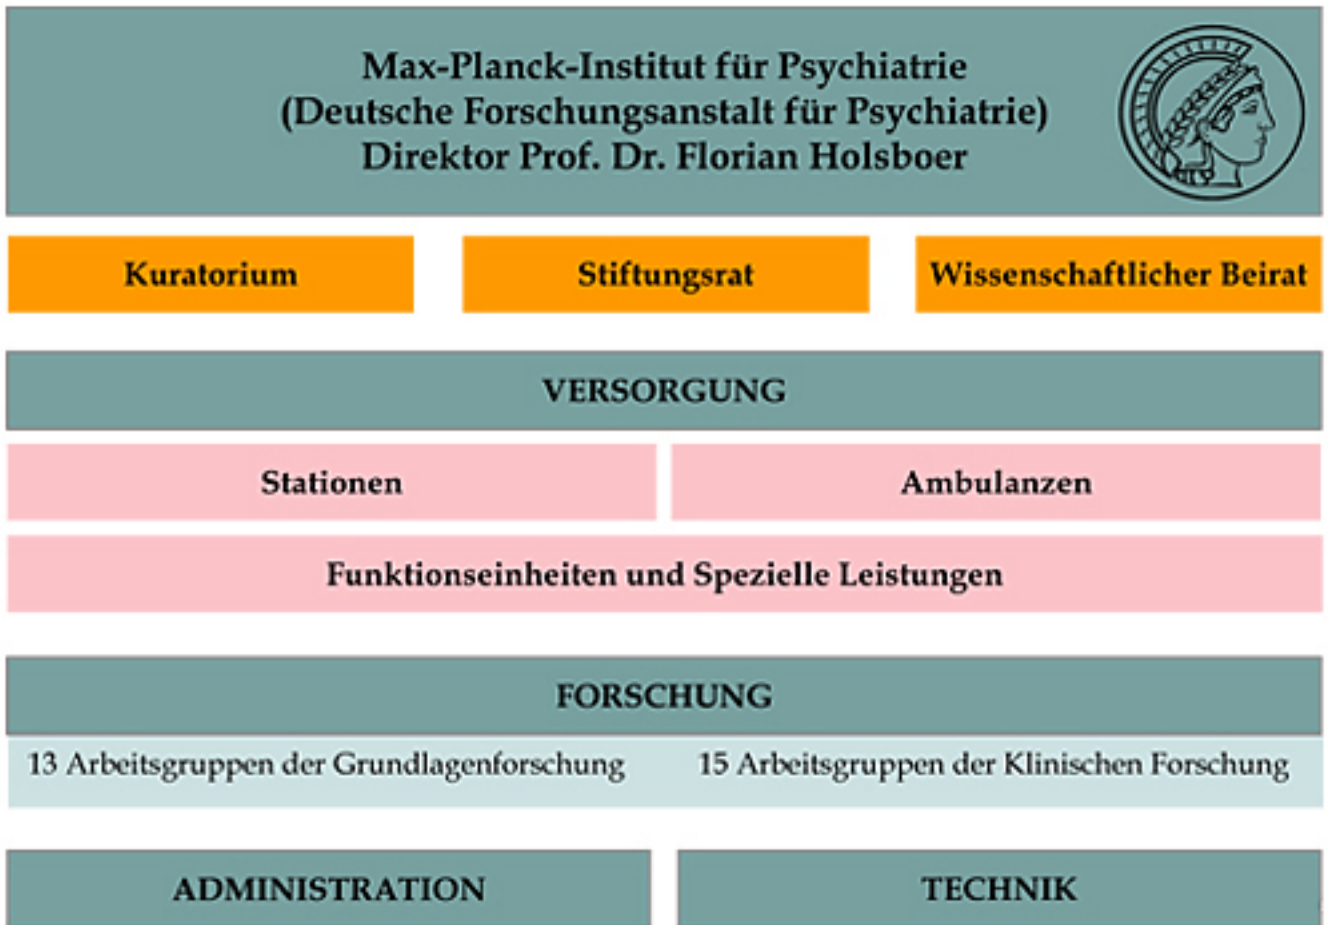 Max-Planck-Institut für Psychiatrie
(Deutsche Forschungsanstalt für Psychiatrie)
Direktor Prof. Dr. Florian Holsboer
Kuratorium
Stiftungsrat
Wissenschaftlicher Beirat
VERSORGUNG
Stationen
Ambulanzen
Funktionseinheiten und Spezielle Leistungen
FORSCHUNG
13 Arbeitsgruppen der Grundlagenforschung
15 Arbeitsgruppen der Klinischen Forschung
ADMINISTRATION
TECHNIK